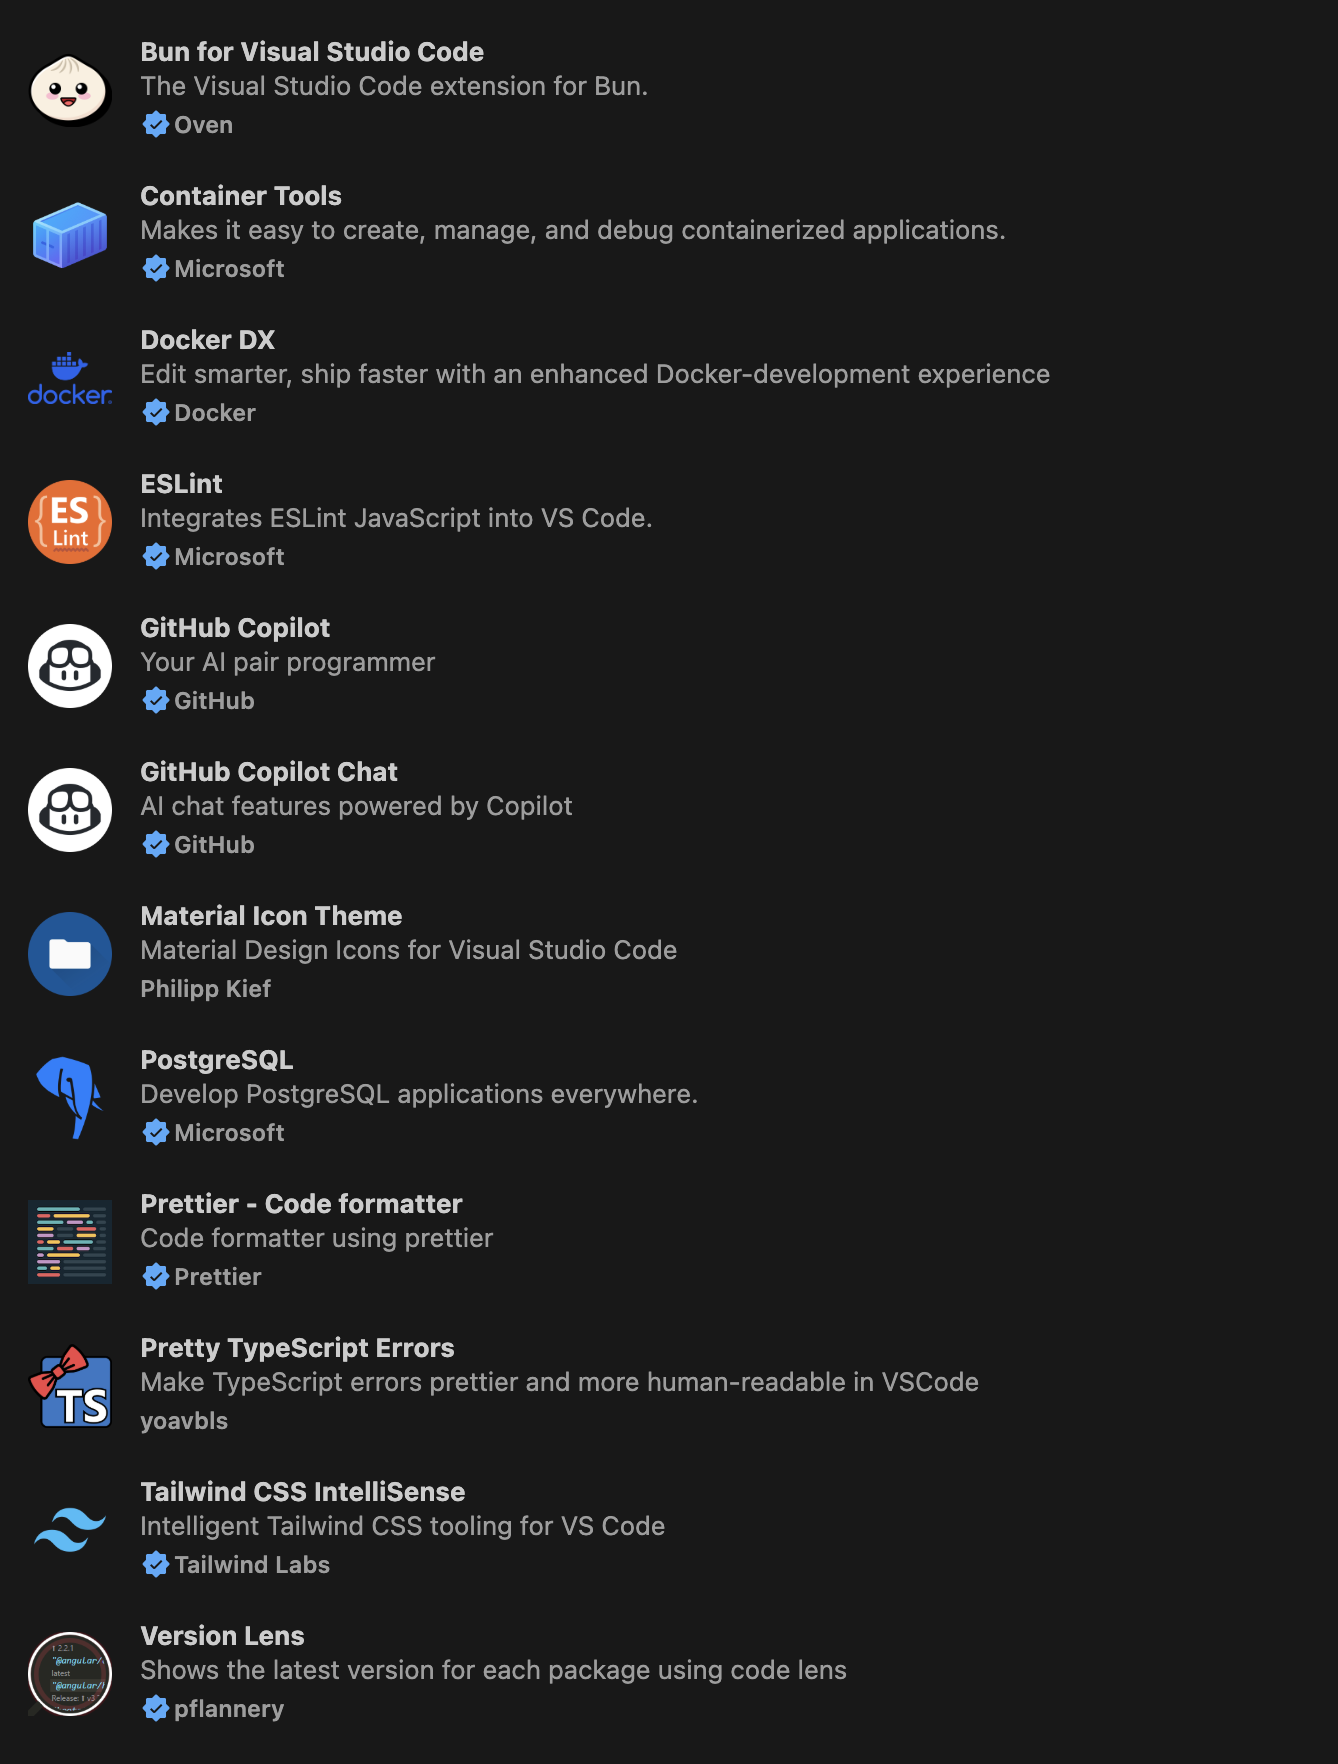 Bun for Visual Studio Code
The Visual Studio Code extension for Bun.
Oven
Container Tools
Makes it easy to create, manage, and debug containerized applications.
Microsoft
docker
Docker DX
Edit smarter, ship faster with an enhanced Docker-development experience
Docker
ES
Lint
ESLint
Integrates ESLint JavaScript into VS Code.
Microsoft
GitHub Copilot
Your AI pair programmer
GitHub
GitHub Copilot Chat
AI chat features powered by Copilot
GitHub
Material Icon Theme
Material Design Icons for Visual Studio Code
Philipp Kief
PostgreSQL
Develop PostgreSQL applications everywhere.
Microsoft
Prettier - Code formatter
Code formatter using prettier
Prettier
TS
Pretty TypeScript Errors
Make TypeScript errors prettier and more human-readable in VSCode
yoavbls
Tailwind CSS IntelliSense
Intelligent Tailwind CSS tooling for VS Code
Tailwind Labs
2.2.1
"@angular/
latest
"@angular/
Release: v3
Version Lens
Shows the latest version for each package using code lens
pflannery